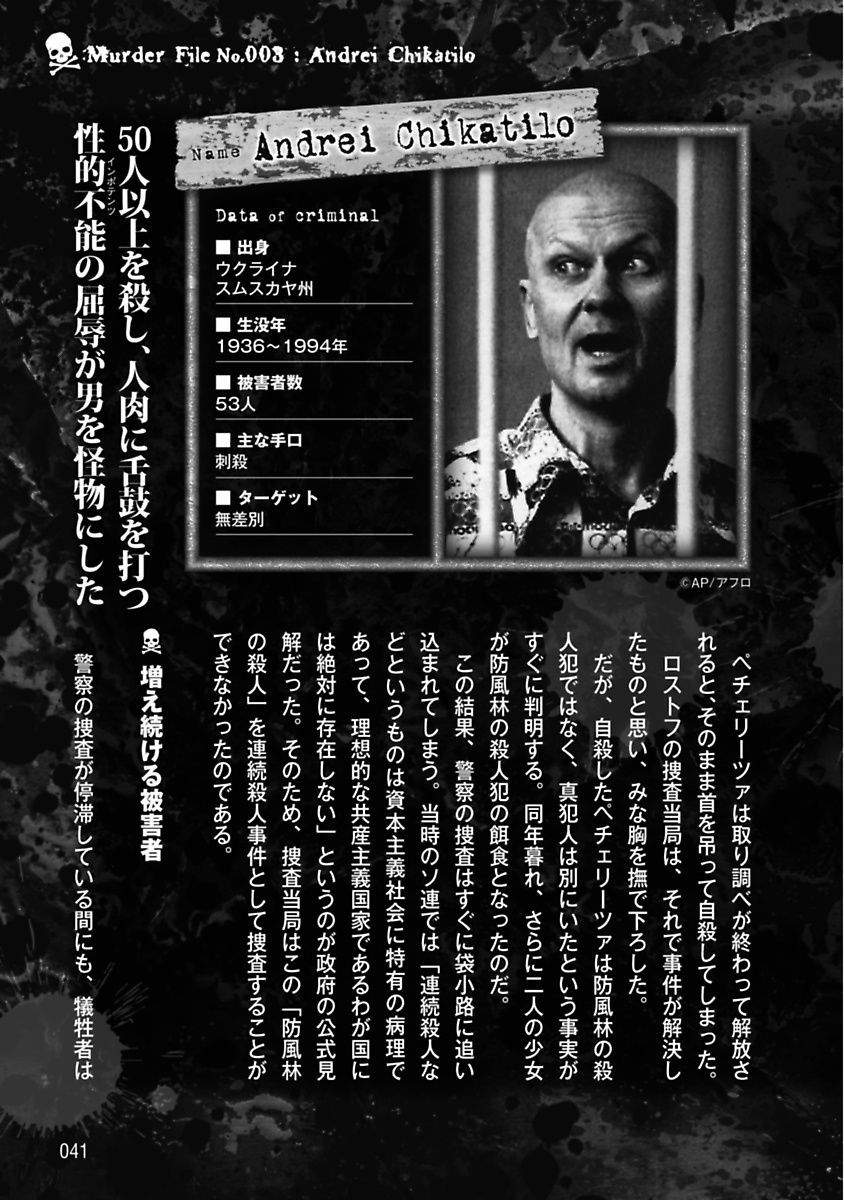 Murder File No.003 : Andrei Chikatilo
Name Andrei Chikatilo
Data of criminal
■ 出身
ウクライナ
スムスカヤ州
■ 生没年
1936〜1994年
■ 被害者数
53人
■ 主な手口
刺殺
■ ターゲット
無差別
©AP/アフロ
50人以上を殺し、人肉に舌鼓を打つ
性的不能の屈辱が男を怪物にした
インポテンツ
ペチェリーツァは取り調べが終わって解放さ
れると、そのまま首を吊って自殺してしまった。
ロストフの捜査当局は、それで事件が解決し
たものと思い、みな胸を撫で下ろした。
だが、自殺したペチェリーツァは防風林の殺
人犯ではなく、真犯人は別にいたという事実が
すぐに判明する。同年暮れ、さらに二人の少女
が防風林の殺人犯の餌食となったのだ。
この結果、警察の捜査はすぐに袋小路に追い
込まれてしまう。当時のソ連では「連続殺人な
どというものは資本主義社会に特有の病理で
あって、理想的な共産主義国家であるわが国に
は絶対に存在しない」というのが政府の公式見
解だった。そのため、捜査当局はこの「防風林
の殺人」を連続殺人事件として捜査することが
できなかったのである。
増え続ける被害者
警察の捜査が停滞している間にも、犠牲者は
041